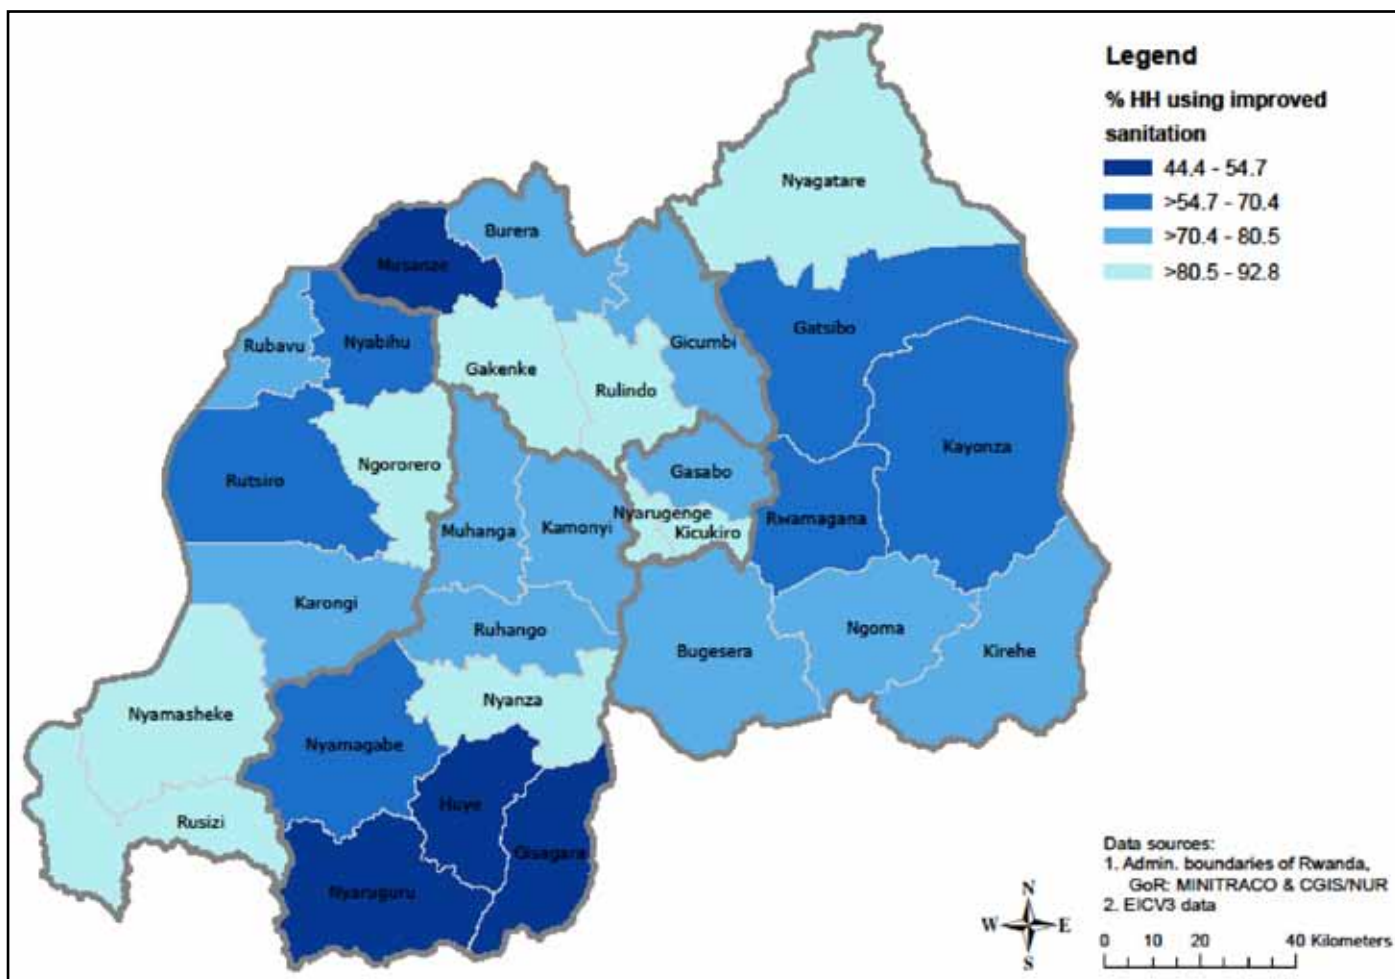 Legend
% HH using improved
sanitation
44.4 - 54.7
>54.7 - 70.4
>70.4 - 80.5
>80.5 - 92.8
Nyagatare
Burera
Musanze
Gatsibo
Nyabihu
Rubavu
Gicumbi
Gakenke
Rulindo
Kayonza
Ngororero
Gasabo
Rutsiro
Nyarugenge
Rwamagana
Muhanga
Kamonyi
Kicukiro
Karongi
Ruhango
Ngoma
Bugesera
Kirehe
Nyanza
Nyamasheke
Nyamagabe
Huye
Rusizi
Gisagara
Nyaruguru
Data sources:
1. Admin. boundaries of Rwanda,
GoR: MINITRACO & CGIS/NUR
2. EICV3 data
N
W E
S
0 10 20 40 Kilometers